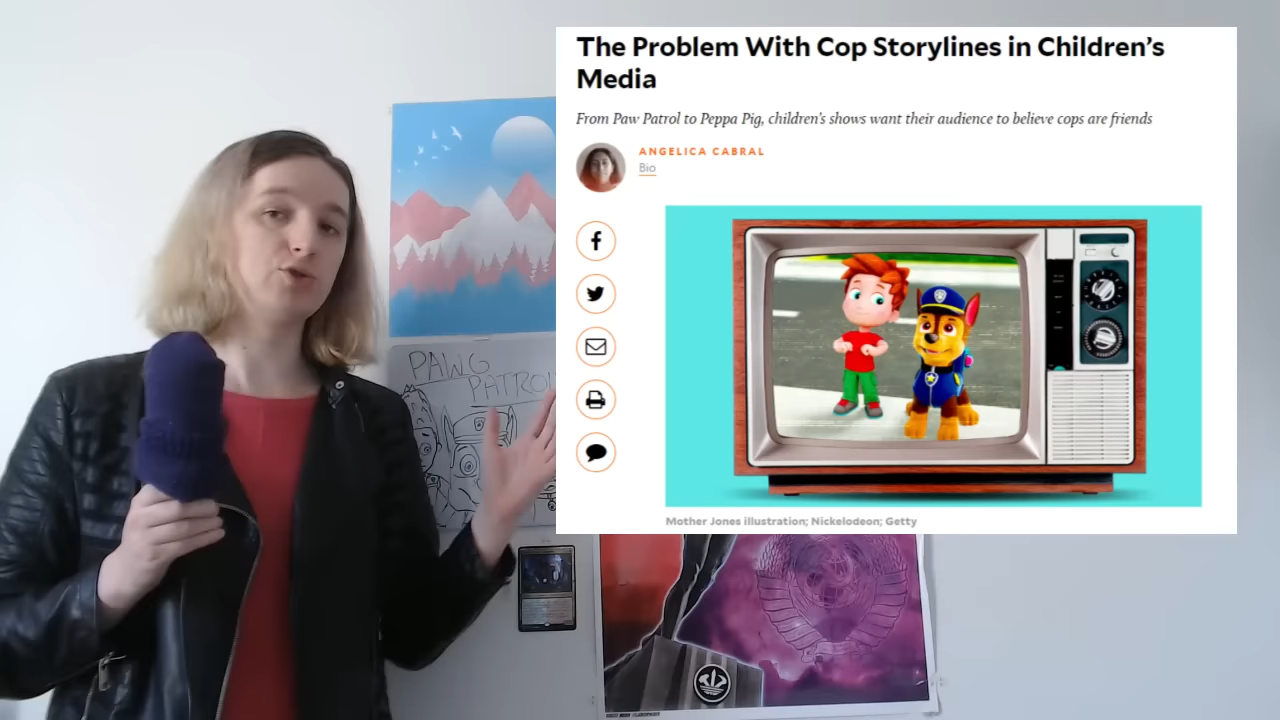 The Problem With Cop Storylines in Children's
Media
From Paw Patrol to Peppa Pig, children's shows want their audience to believe cops are friends
ANGELICA CABRAL
Bio
Mother Jones illustration; Nickelodeon; Getty
PAWG
PATROL